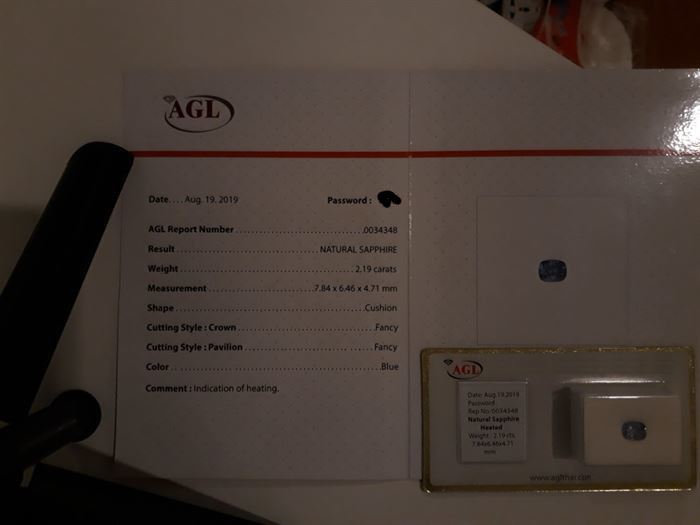 AGL
Date.... Aug. 19. 2019 Password :
AGL Report Number ........................................0034348
Result ..................................................NATURAL SAPPHIRE
Weight .......................................................2.19 carats
Measurement ...................................7.84 x 6.46 x 4.71 mm
Shape ..........................................................Cushion
Cutting Style : Crown ...................................Fancy
Cutting Style : Pavilion .................................Fancy
Color ..............................................................Blue
Comment : Indication of heating.
AGL
Date: Aug.19.2019
Password :
Rep No :0034348
Natural Sapphire
Heated
Weight : 2.19 cts
7.84x6.46x4.71
mm